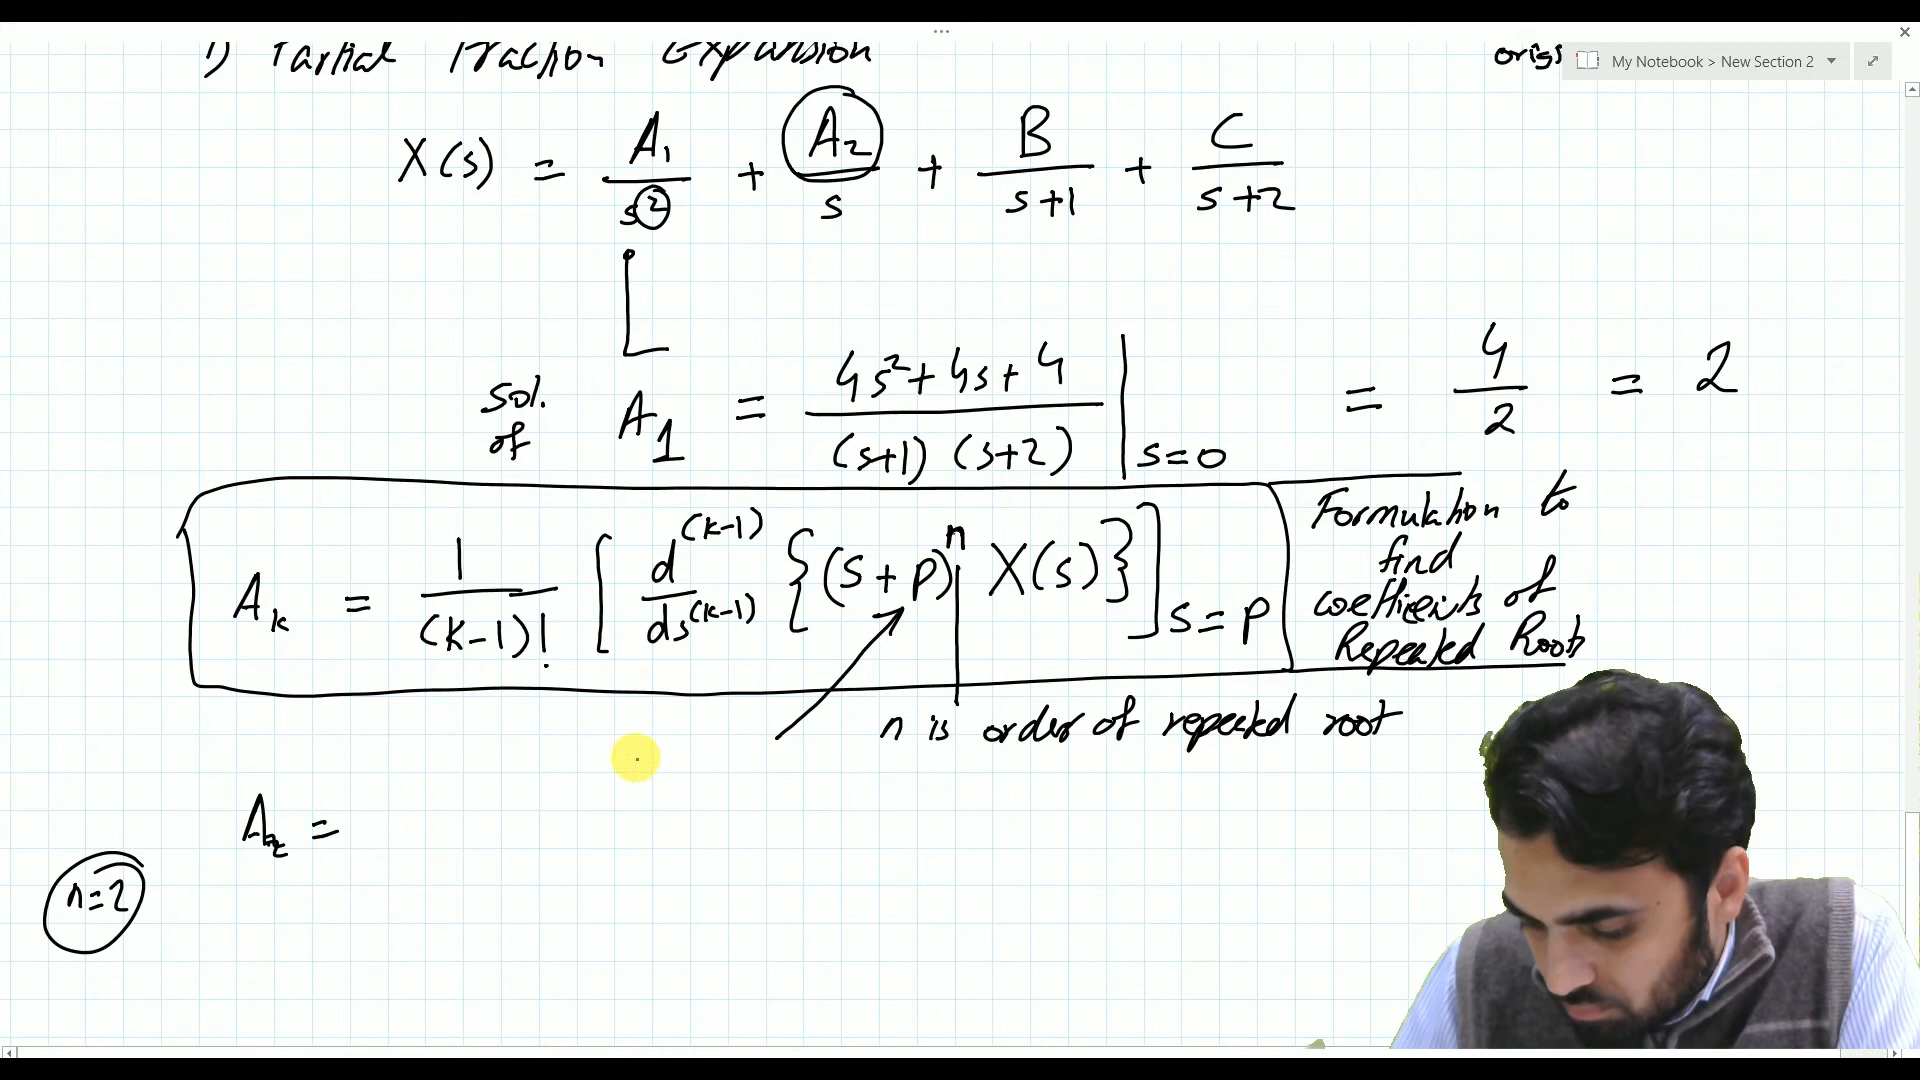 1) Partial Fraction Expansion
orig
My Notebook > New Section 2
X(s) = A₁/s² + A₂/s + B/(s+1) + C/(s+2)
sol. of A₁ = (4s²+4s+4)/((s+1)(s+2)) |s=0 = 4/2 = 2
Aₖ = 1/(k-1)! [d^(k-1)/ds^(k-1) {(s+p)^n X(s)}] s=p
Formulation to
find
coefficients of
Repeated Roots
n is order of repeated root
A₂ =
n=2